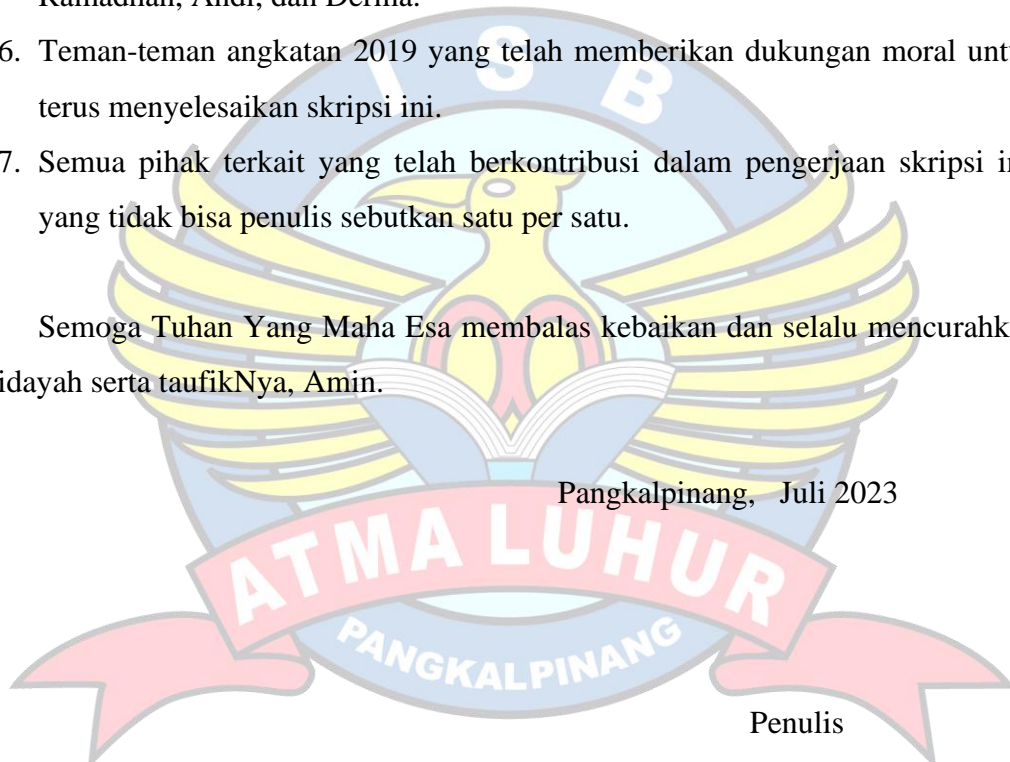 Ramadhan, Andi, dan Derma.
6. Teman-teman angkatan 2019 yang telah memberikan dukungan moral untu
terus menyelesaikan skripsi ini.
7. Semua pihak terkait yang telah berkontribusi dalam pengerjaan skripsi in
yang tidak bisa penulis sebutkan satu per satu.
Semoga Tuhan Yang Maha Esa membalas kebaikan dan selalu mencurahk
idayah serta taufikNya, Amin.
Pangkalpinang, Juli 2023
Penulis
I S B
ATMA LUHUR
PANGKALPINANG